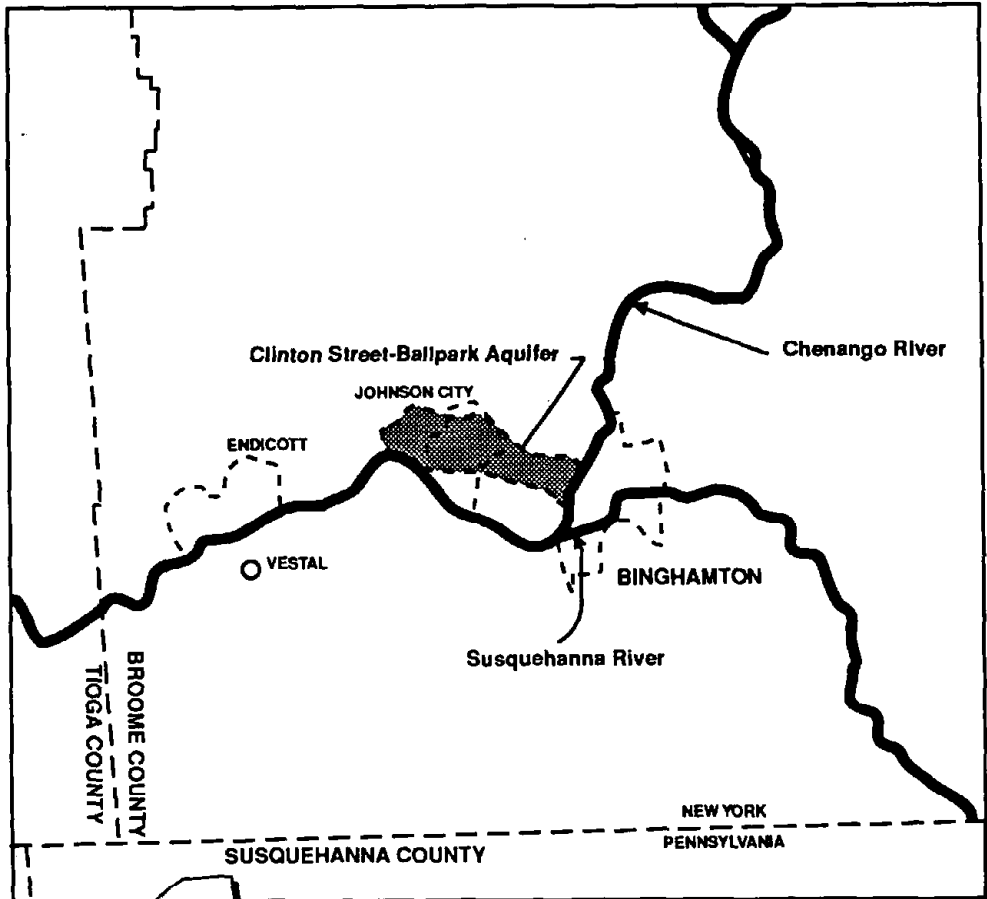 Clinton Street-Ballpark Aquifer
Chenango River
JOHNSON CITY
ENDICOTT
VESTAL
BINGHAMTON
Susquehanna River
BROOME COUNTY
TIOGA COUNTY
NEW YORK
PENNSYLVANIA
SUSQUEHANNA COUNTY